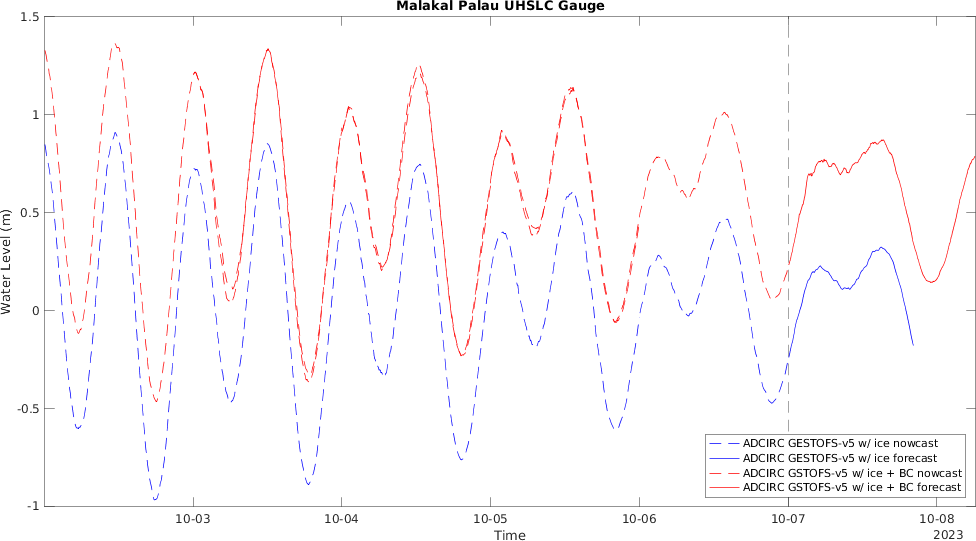 Malakal Palau UHSLC Gauge
1.5
1
0.5
0
-0.5
-1
Water Level (m)
10-03
10-04
10-05
10-06
10-07
10-08
Time
2023
ADCIRC GESTOFS-v5 w/ ice nowcast
ADCIRC GESTOFS-v5 w/ ice forecast
ADCIRC GSTOFS-v5 w/ ice + BC nowcast
ADCIRC GSTOFS-v5 w/ ice + BC forecast